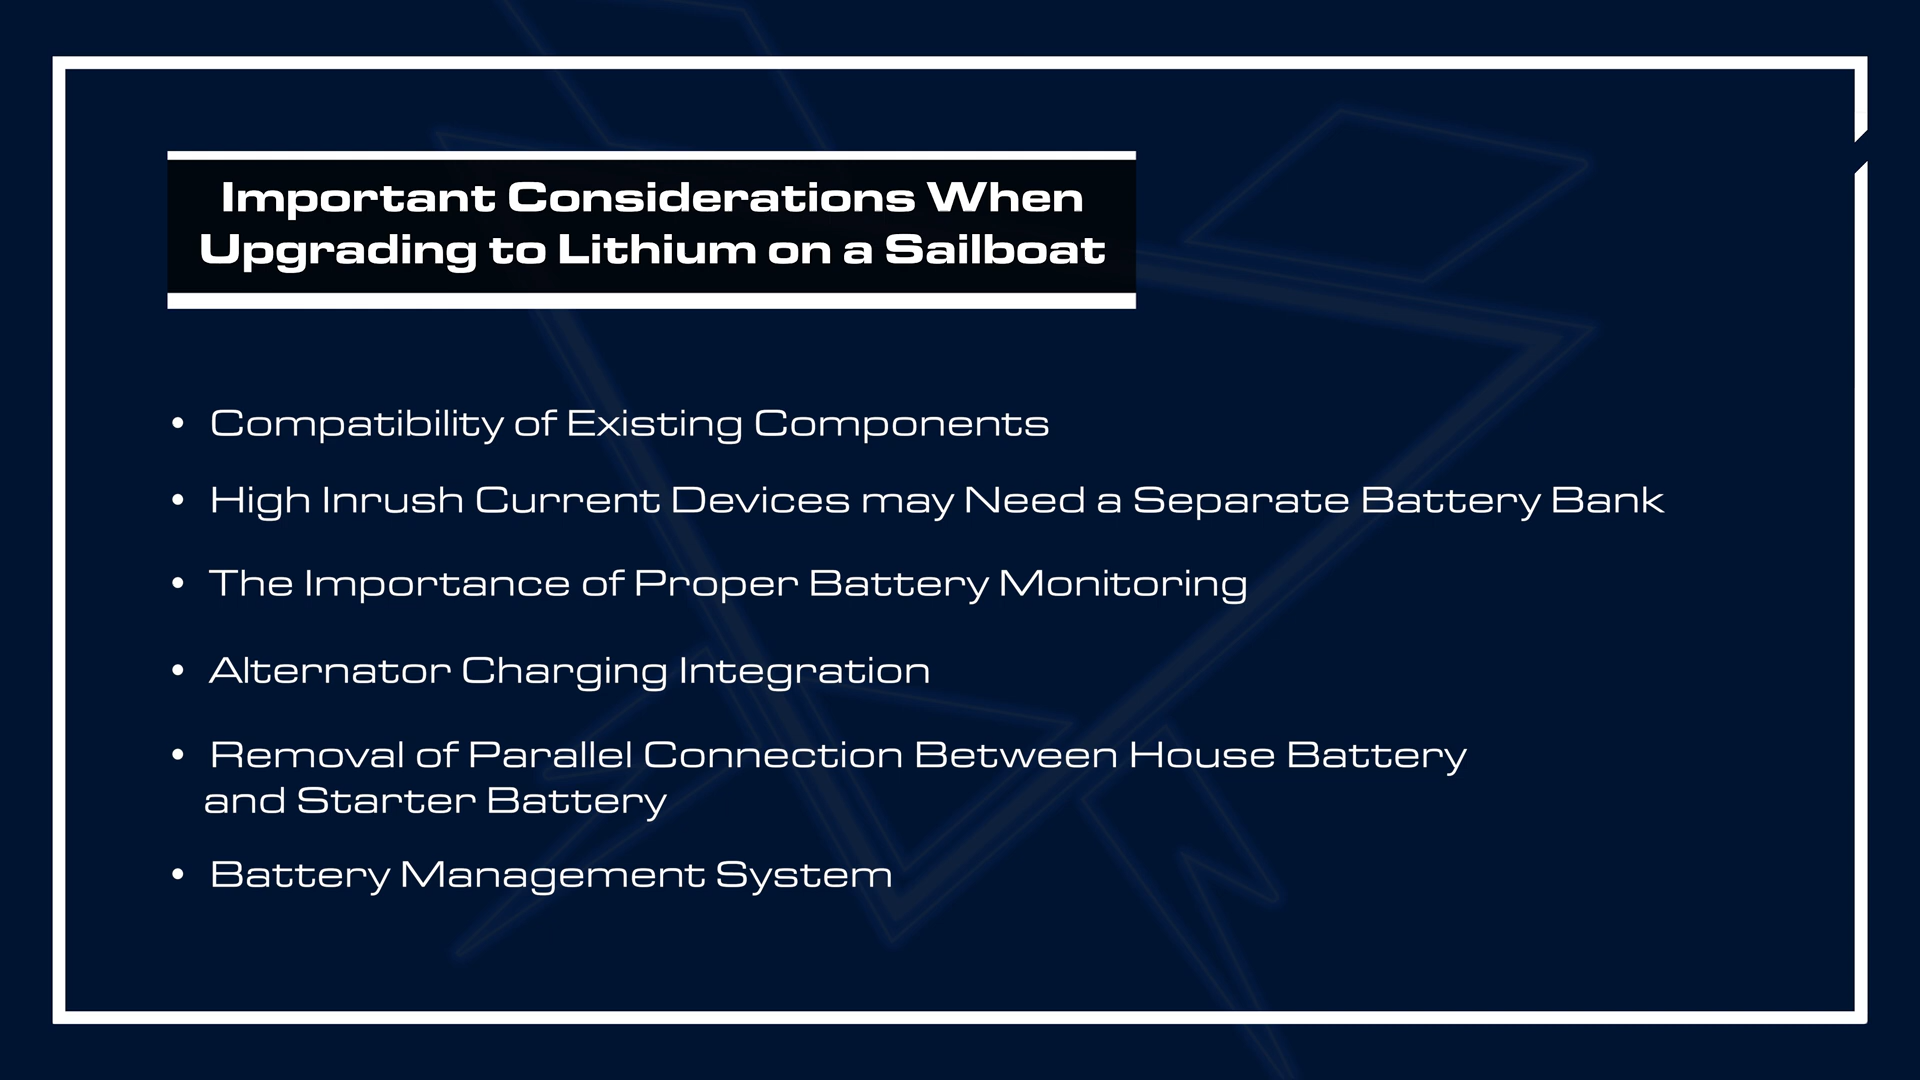 Important Considerations When
Upgrading to Lithium on a Sailboat
• Compatibility of Existing Components
• High Inrush Current Devices may Need a Separate Battery Bank
• The Importance of Proper Battery Monitoring
• Alternator Charging Integration
• Removal of Parallel Connection Between House Battery
and Starter Battery
• Battery Management System